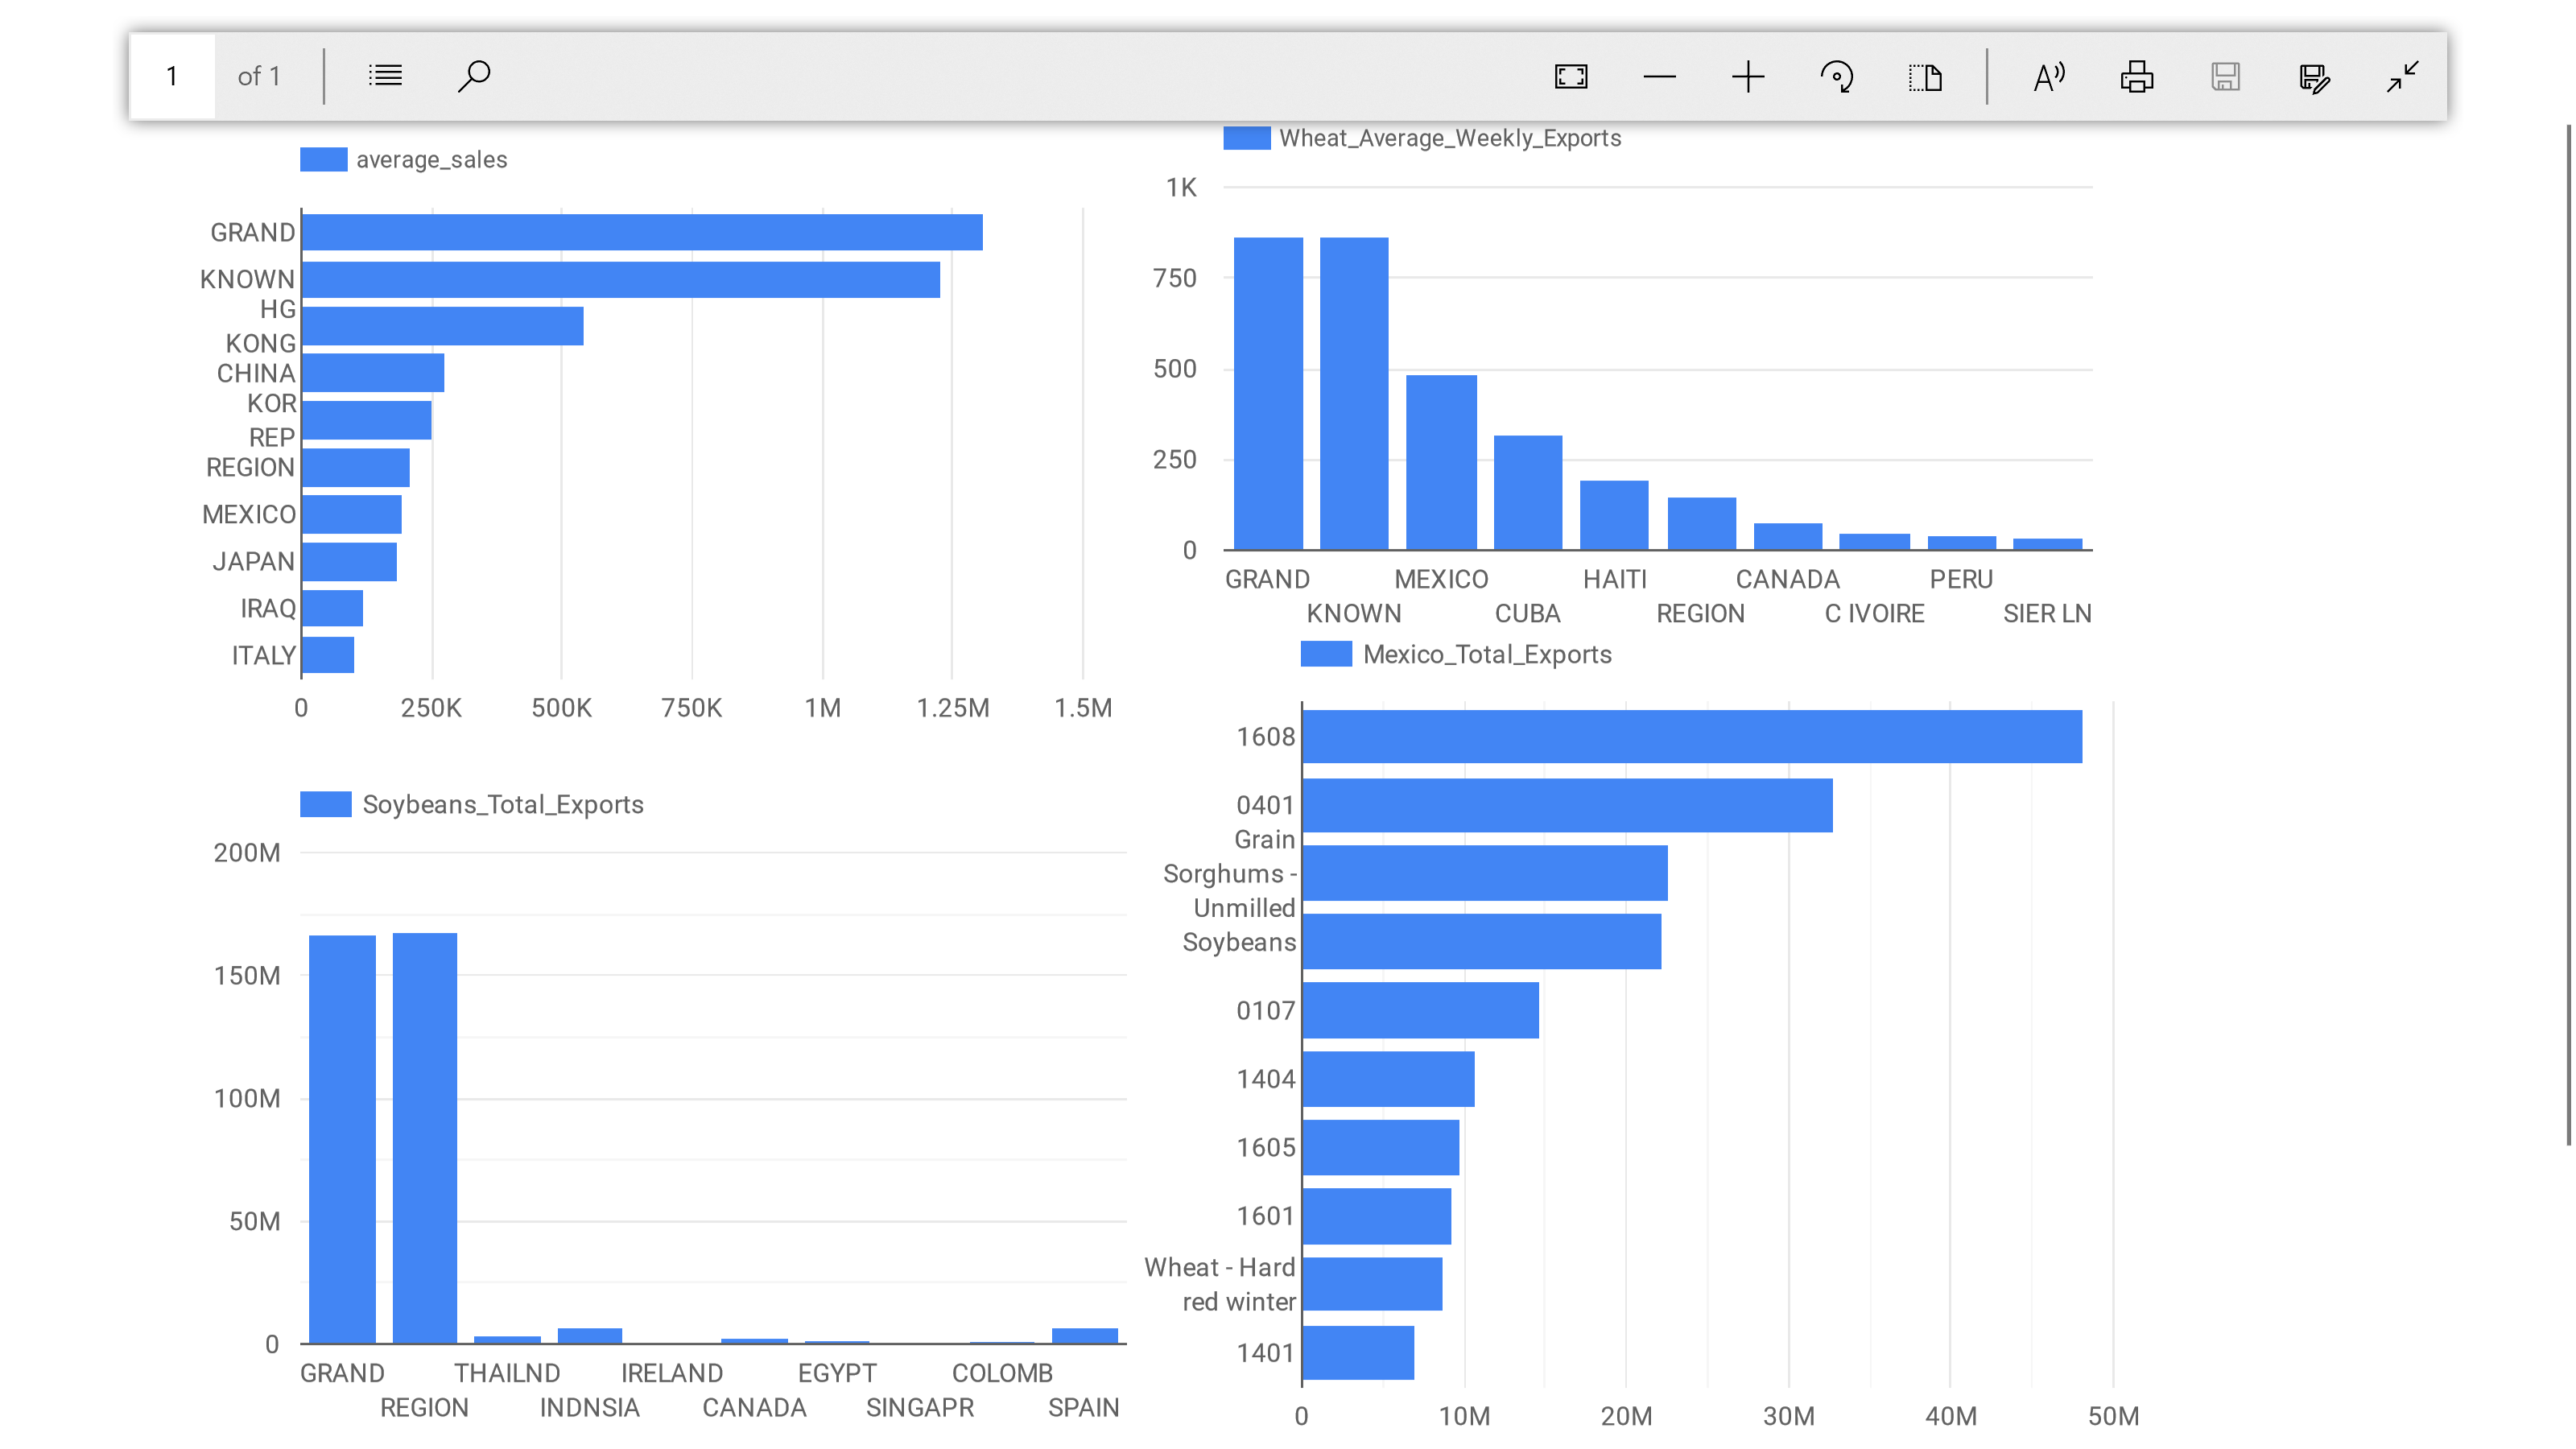 1 of 1
average_sales
GRAND
KNOWN
HG
KONG
CHINA
KOR
REP
REGION
MEXICO
JAPAN
IRAQ
ITALY
0 250K 500K 750K 1M 1.25M 1.5M
Wheat_Average_Weekly_Exports
1K
750
500
250
0
GRAND MEXICO HAITI CANADA PERU
KNOWN CUBA REGION C IVOIRE SIER LN
Soybeans_Total_Exports
200M
150M
100M
50M
0
GRAND THAILND IRELAND EGYPT COLOMB
REGION INDNSIA CANADA SINGAPR SPAIN
Mexico_Total_Exports
1608
0401
Grain
Sorghums -
Unmilled
Soybeans
0107
1404
1605
1601
Wheat - Hard
red winter
1401
0 10M 20M 30M 40M 50M